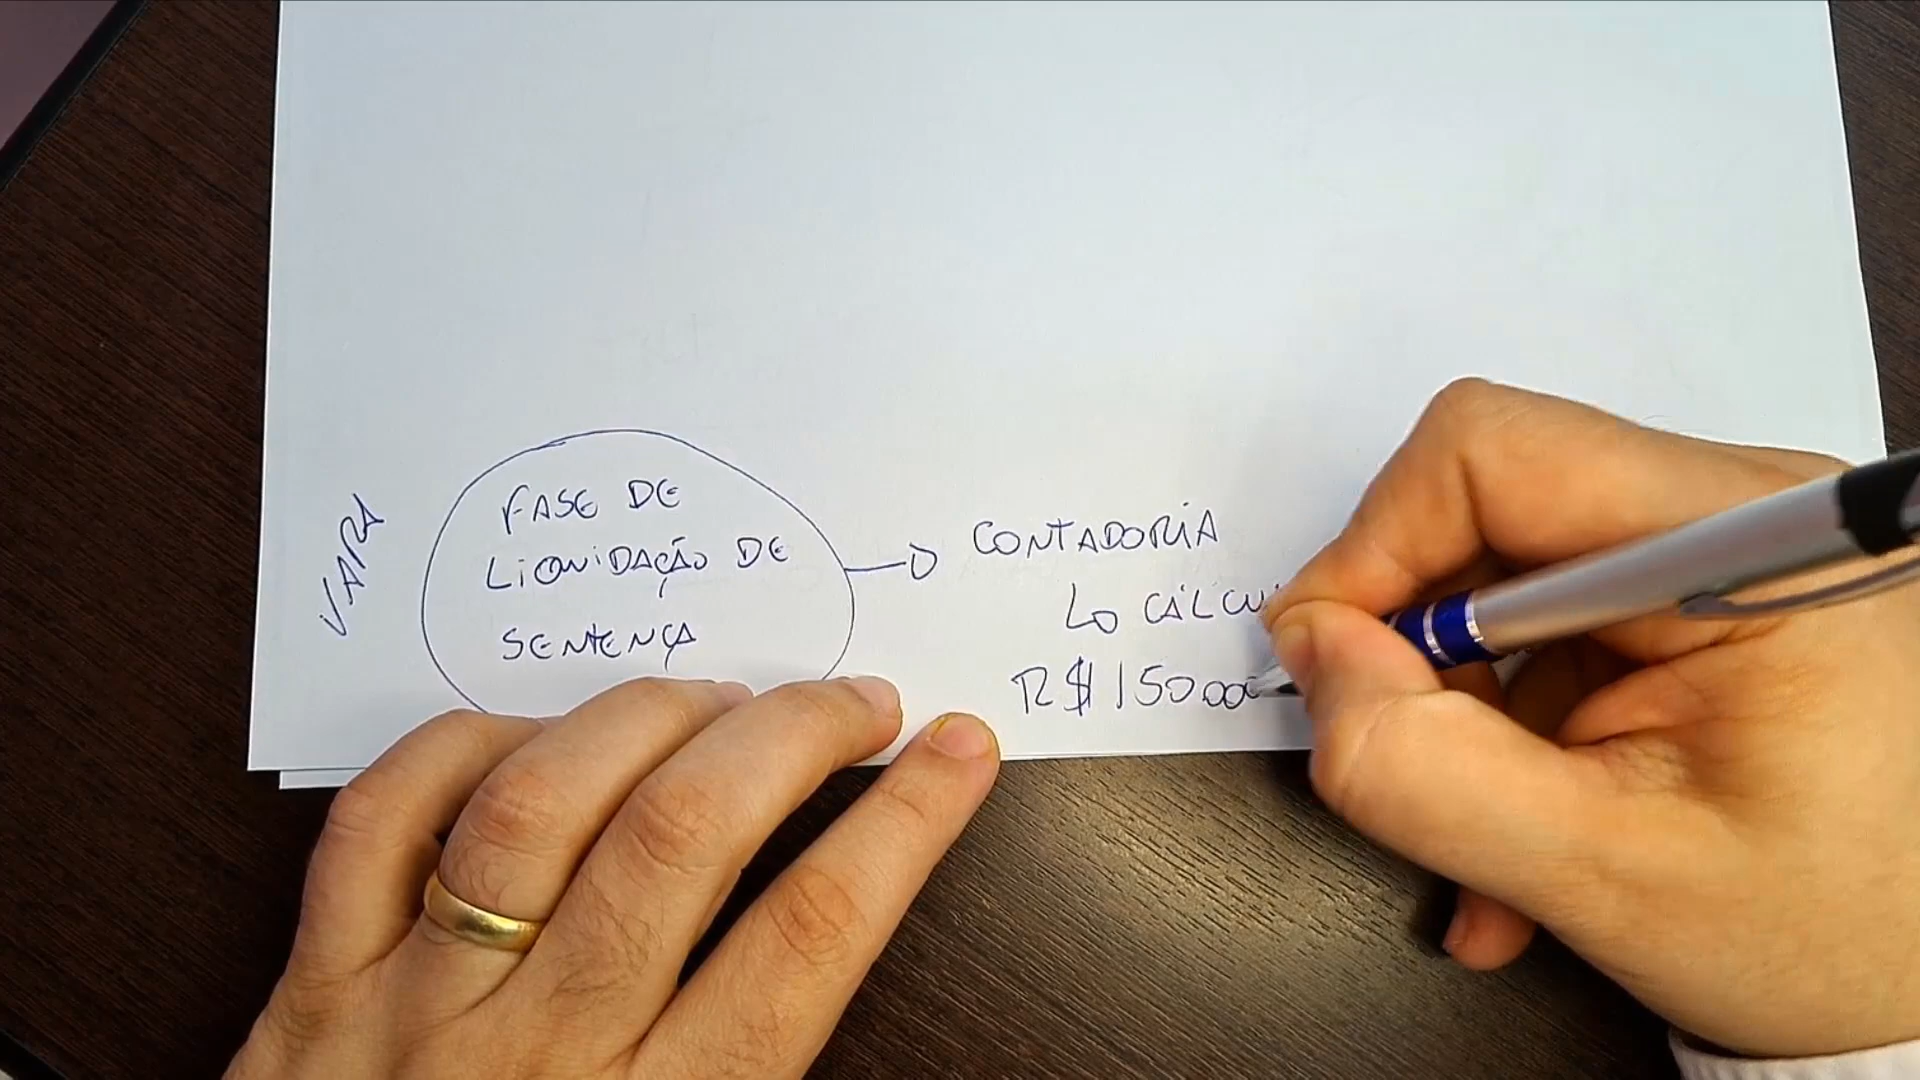 VARA
FASE DE
LIQUIDAÇÃO DE
SENTENÇA
CONTADORIA
R$ 150.000